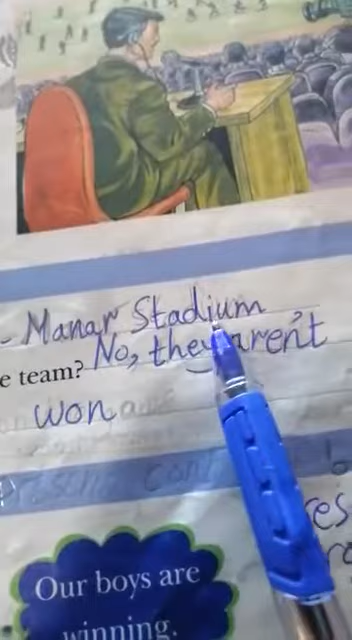 - Manar Stadium
e team? No, they aren't
won
Our boys are
winning.